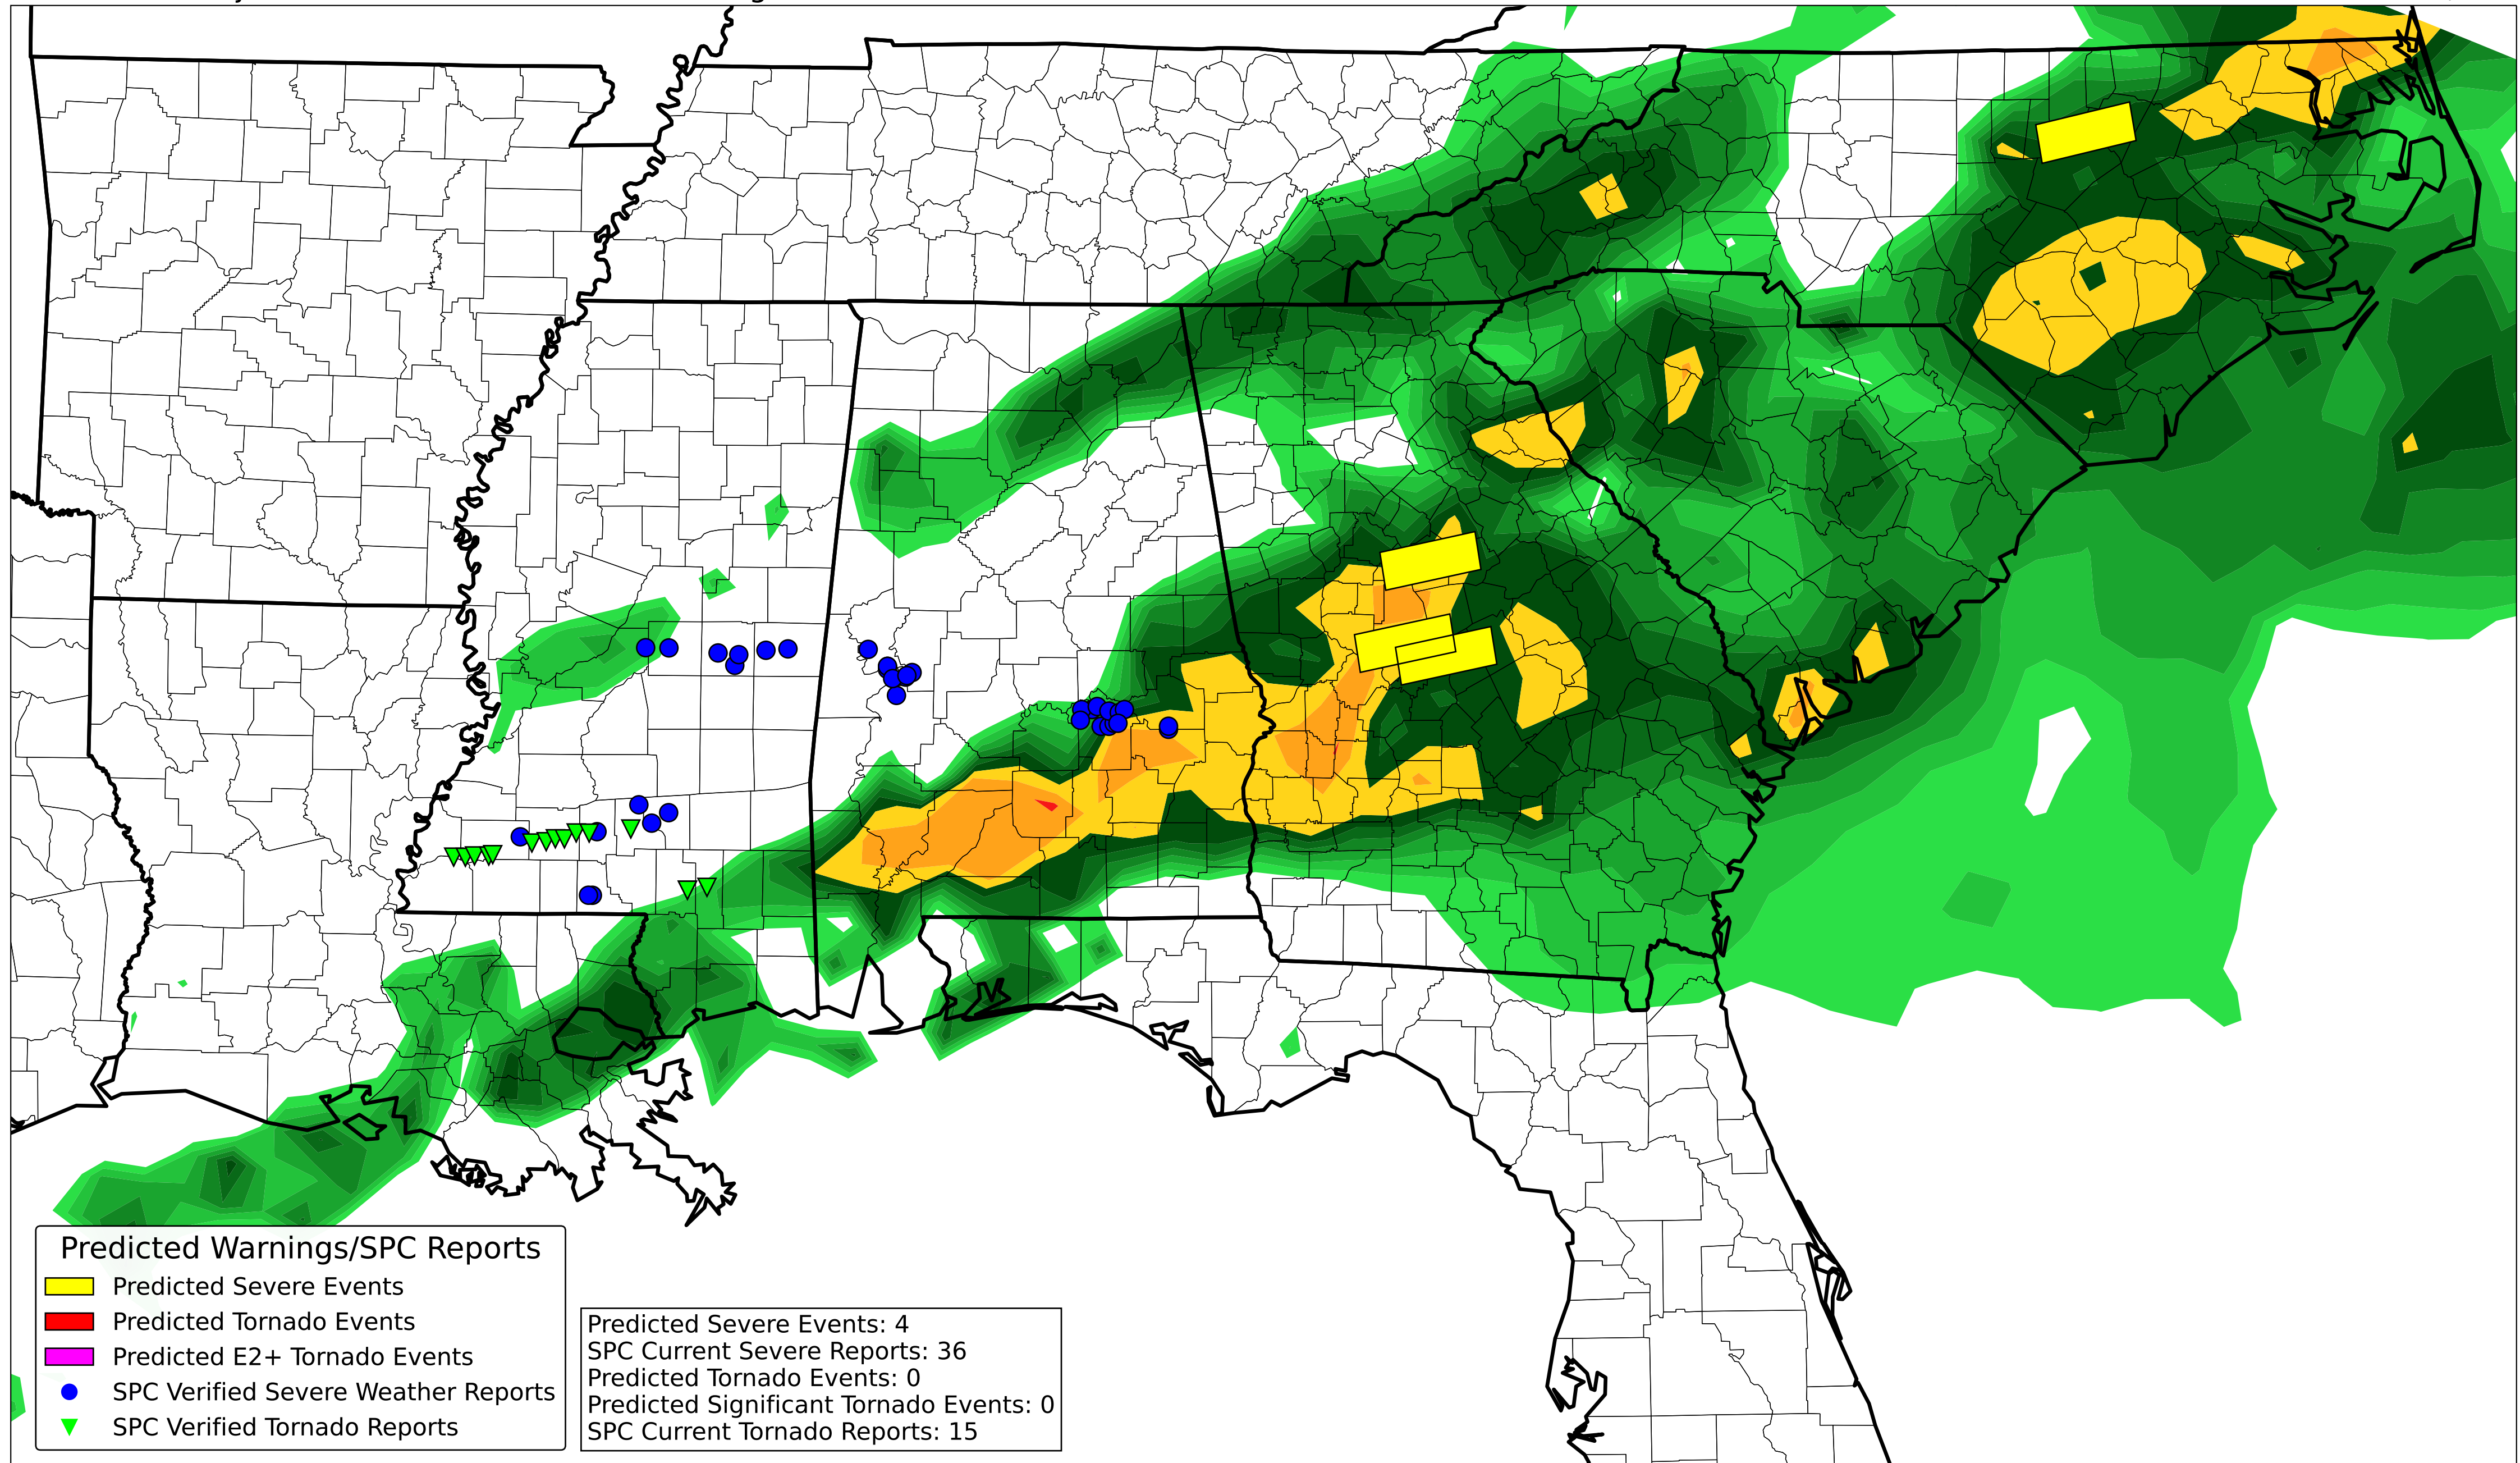 Predicted Warnings/SPC Reports
Predicted Severe Events
Predicted Tornado Events
Predicted E2+ Tornado Events
SPC Verified Severe Weather Reports
SPC Verified Tornado Reports
Predicted Severe Events: 4
SPC Current Severe Reports: 36
Predicted Tornado Events: 0
Predicted Significant Tornado Events: 0
SPC Current Tornado Reports: 15